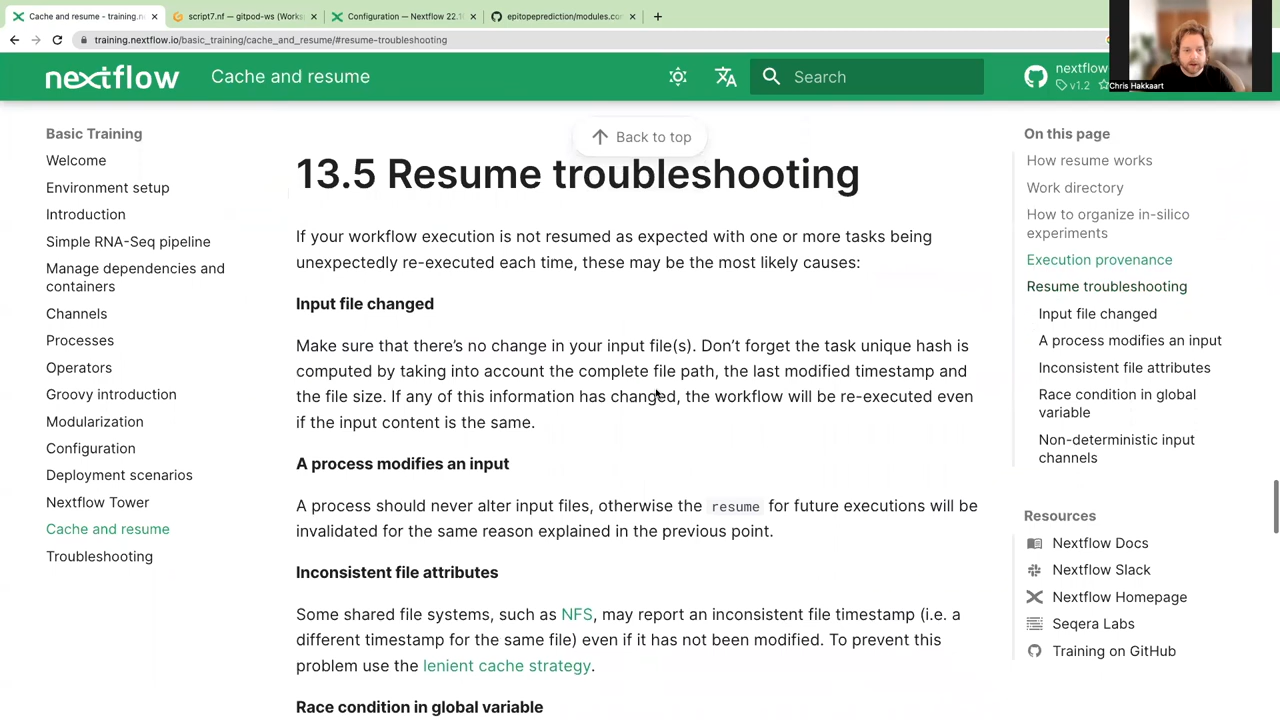 Cache and resume - training.n
script7.nf — gitpod-ws (Works
Configuration — Nextflow 22.1
epitopeprediction/modules.co
training.nextflow.io/basic_training/cache_and_resume/#resume-troubleshooting
nextflow
Cache and resume
Search
nextflow
v1.2
Chris Hakkaart
Back to top
Basic Training
Welcome
Environment setup
Introduction
Simple RNA-Seq pipeline
Manage dependencies and
containers
Channels
Processes
Operators
Groovy introduction
Modularization
Configuration
Deployment scenarios
Nextflow Tower
Cache and resume
Troubleshooting
13.5 Resume troubleshooting
If your workflow execution is not resumed as expected with one or more tasks being
unexpectedly re-executed each time, these may be the most likely causes:
Input file changed
Make sure that there’s no change in your input file(s). Don’t forget the task unique hash is
computed by taking into account the complete file path, the last modified timestamp and
the file size. If any of this information has changed, the workflow will be re-executed even
if the input content is the same.
A process modifies an input
A process should never alter input files, otherwise the resume for future executions will be
invalidated for the same reason explained in the previous point.
Inconsistent file attributes
Some shared file systems, such as NFS, may report an inconsistent file timestamp (i.e. a
different timestamp for the same file) even if it has not been modified. To prevent this
problem use the lenient cache strategy.
Race condition in global variable
On this page
How resume works
Work directory
How to organize in-silico
experiments
Execution provenance
Resume troubleshooting
Input file changed
A process modifies an input
Inconsistent file attributes
Race condition in global
variable
Non-deterministic input
channels
Resources
Nextflow Docs
Nextflow Slack
Nextflow Homepage
Seqera Labs
Training on GitHub